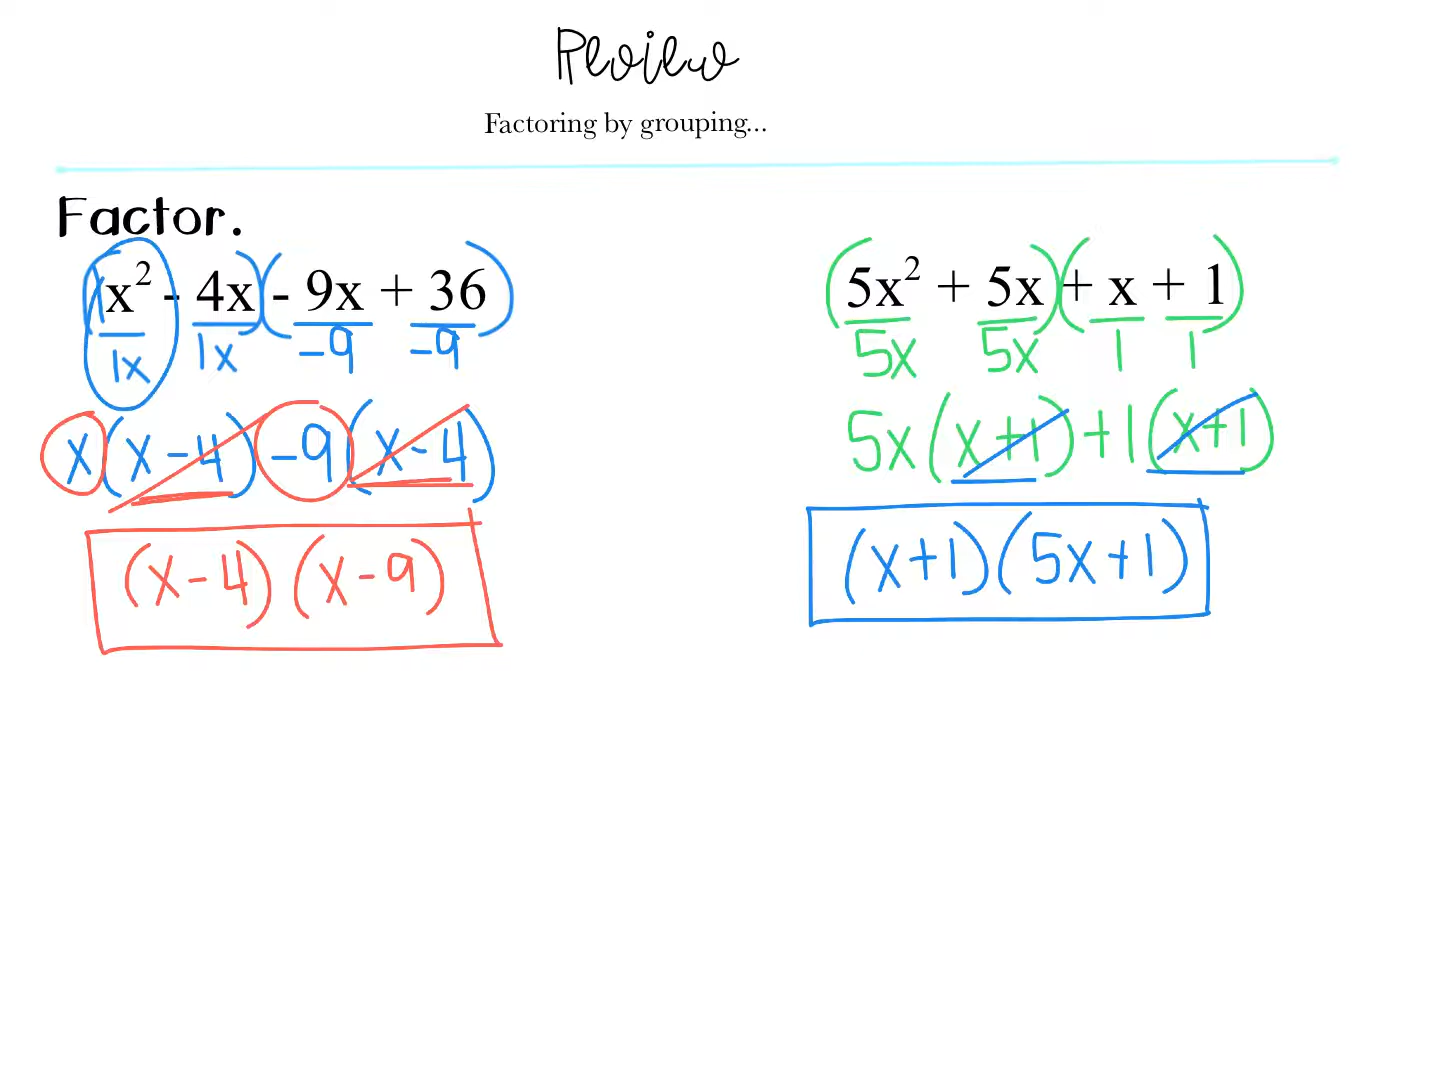 Review
Factoring by grouping...
Factor.
1x² - 4x - 9x + 36
1x 1x -9 -9
x(x-4) -9(x-4)
(x-4)(x-9)
(5x² + 5x)(+ x + 1)
5x 5x 1 1
5x(x+1)+1(x+1)
(x+1)(5x+1)